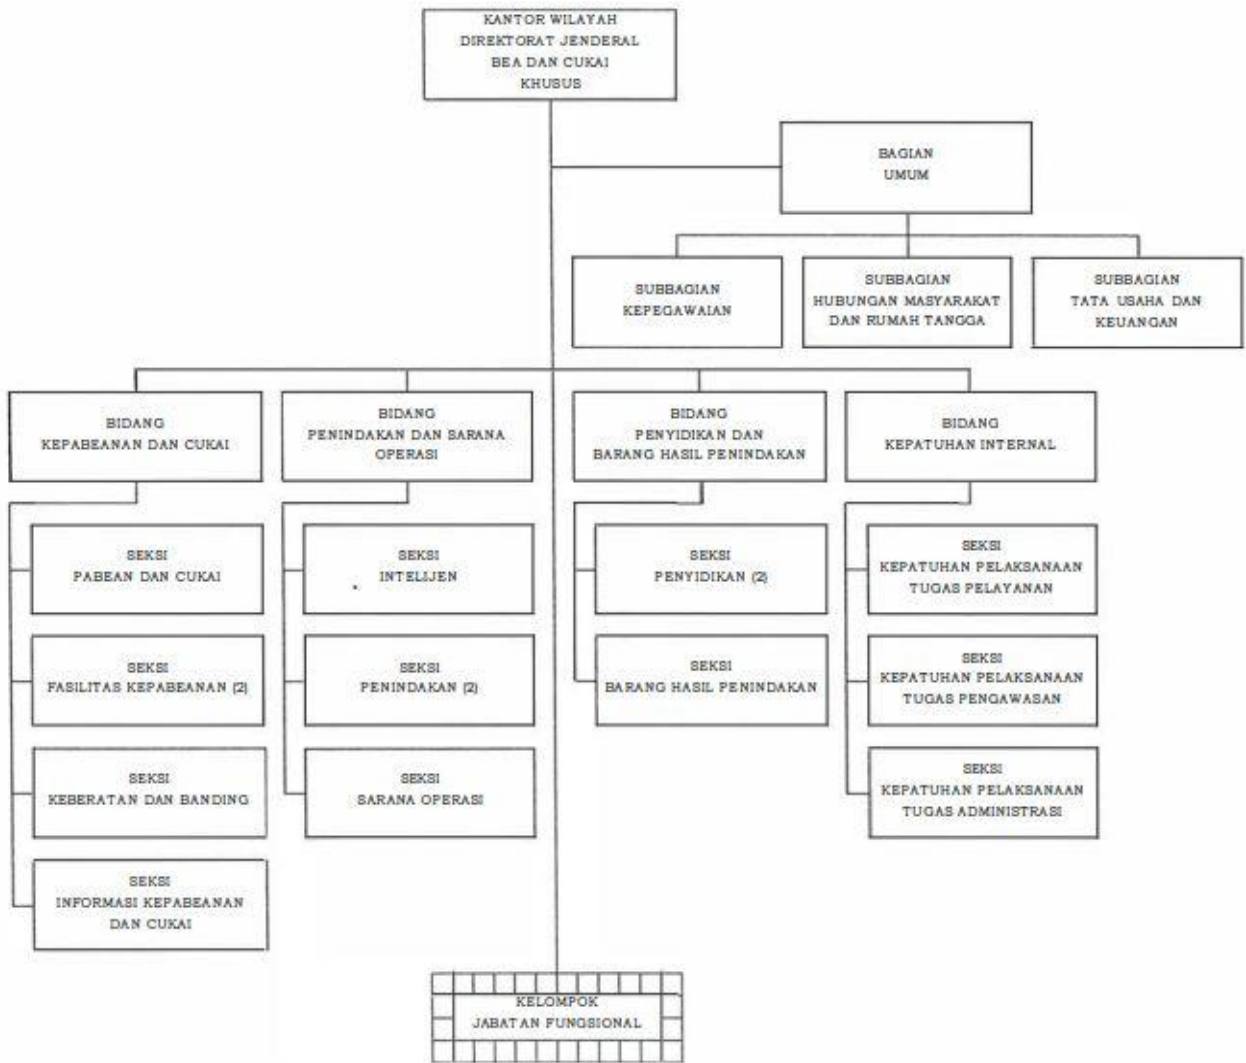 KANTOR WILAYAH
DIREKTORAT JENDERAL
BEA DAN CUKAI
KHUSUS
BAGIAN
UMUM
SUBBAGIAN
KEPEGAWAIAN
SUBBAGIAN
HUBUNGAN MASYARAKAT
DAN RUMAH TANGGA
SUBBAGIAN
TATA USAHA DAN
KEUANGAN
BIDANG
KEPABEANAN DAN CUKAI
BIDANG
PENINDAKAN DAN SARANA
OPERASI
BIDANG
PENYIDIKAN DAN
BARANG HASIL PENINDAKAN
BIDANG
KEPATUHAN INTERNAL
SEKSI
PABEAN DAN CUKAI
SEKSI
FASILITAS KEPABEANAN (2)
SEKSI
KEBERATAN DAN BANDING
SEKSI
INFORMASI KEPABEANAN
DAN CUKAI
SEKSI
INTELIJEN
SEKSI
PENINDAKAN (2)
SEKSI
SARANA OPERASI
SEKSI
PENYIDIKAN (2)
SEKSI
BARANG HASIL PENINDAKAN
SEKSI
KEPATUHAN PELAKSANAAN
TUGAS PELAYANAN
SEKSI
KEPATUHAN PELAKSANAAN
TUGAS PENGAWASAN
SEKSI
KEPATUHAN PELAKSANAAN
TUGAS ADMINISTRASI
KELOMPOK
JABATAN FUNGSIONAL